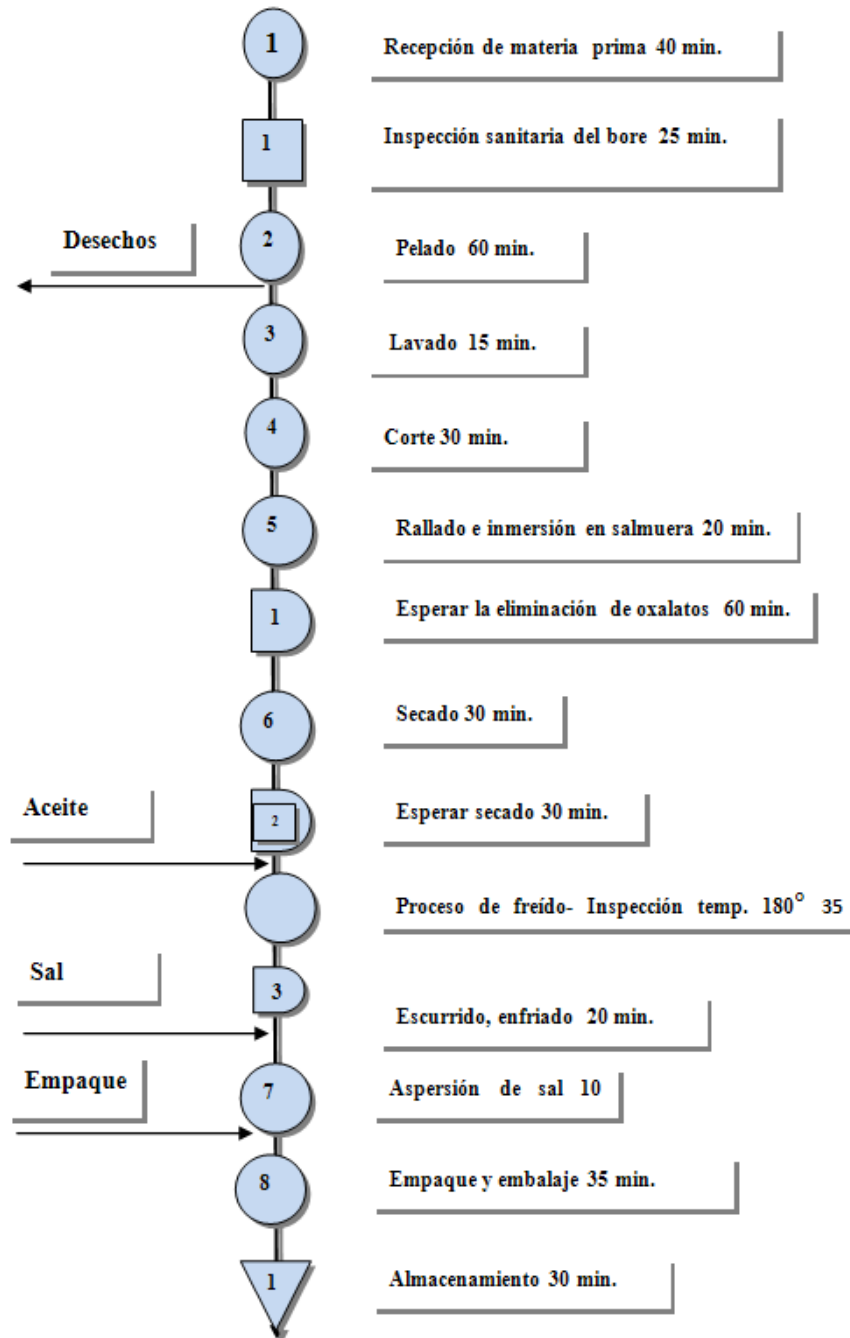 1
Recepción de materia prima 40 min.
1
Inspección sanitaria del bore 25 min.
Desechos
2
Pelado 60 min.
3
Lavado 15 min.
4
Corte 30 min.
5
Rallado e inmersión en salmuera 20 min.
1
Esperar la eliminación de oxalatos 60 min.
6
Secado 30 min.
Aceite
2
Esperar secado 30 min.
Proceso de freído- Inspección temp. 180° 35
Sal
3
Escurrido, enfriado 20 min.
Empaque
7
Aspersión de sal 10
8
Empaque y embalaje 35 min.
1
Almacenamiento 30 min.